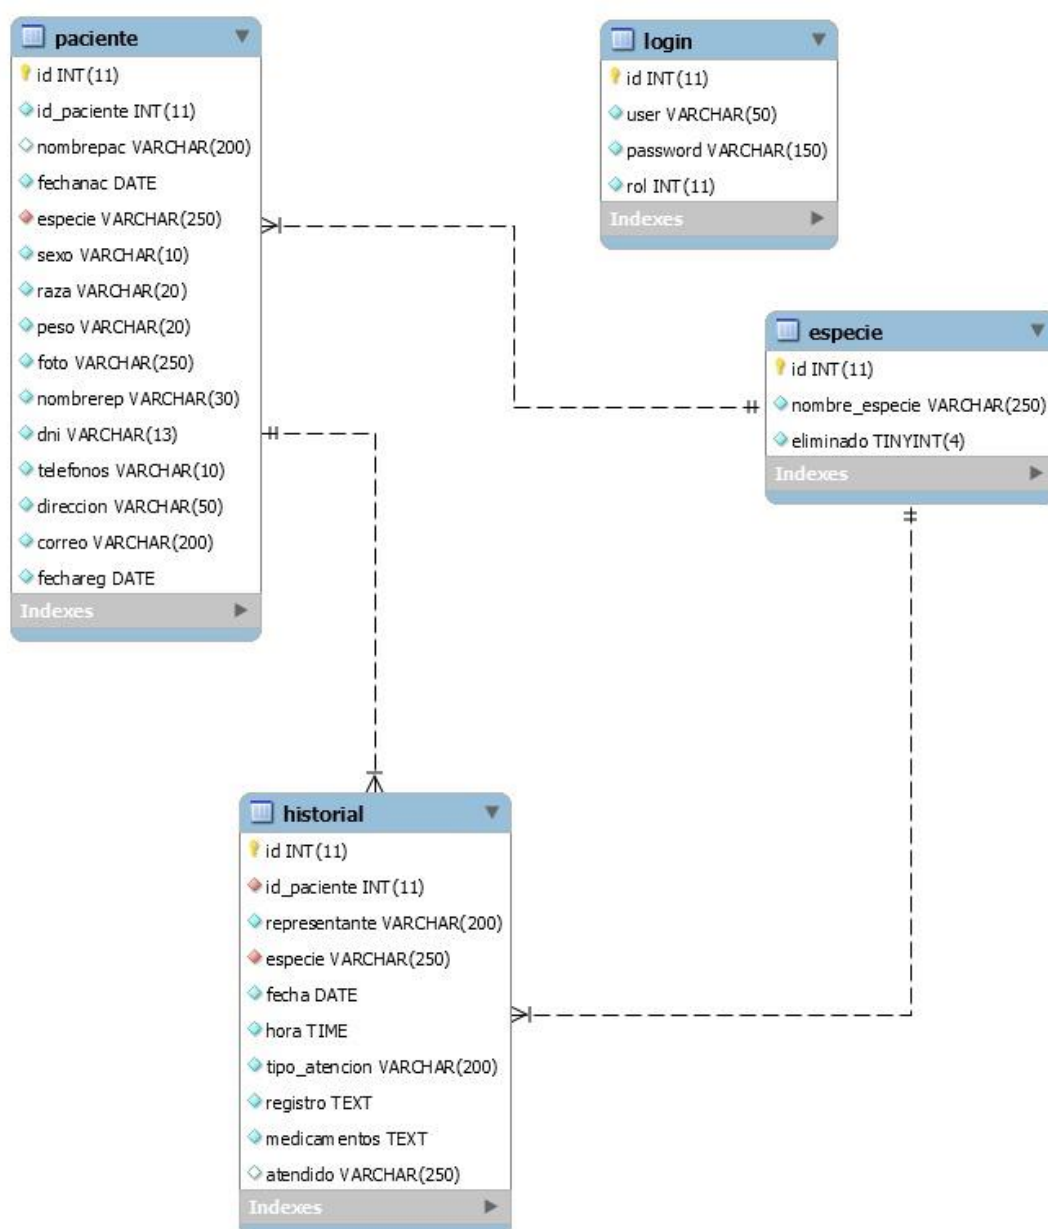 paciente
id INT(11)
id_paciente INT(11)
nombrepac VARCHAR(200)
fechanac DATE
especie VARCHAR(250)
sexo VARCHAR(10)
raza VARCHAR(20)
peso VARCHAR(20)
foto VARCHAR(250)
nombrerep VARCHAR(30)
dni VARCHAR(13)
telefonos VARCHAR(10)
direccion VARCHAR(50)
correo VARCHAR(200)
fechareg DATE
Indexes
login
id INT(11)
user VARCHAR(50)
password VARCHAR(150)
rol INT(11)
Indexes
especie
id INT(11)
nombre_especie VARCHAR(250)
eliminado TINYINT(4)
Indexes
historial
id INT(11)
id_paciente INT(11)
representante VARCHAR(200)
especie VARCHAR(250)
fecha DATE
hora TIME
tipo_atencion VARCHAR(200)
registro TEXT
medicamentos TEXT
atendido VARCHAR(250)
Indexes